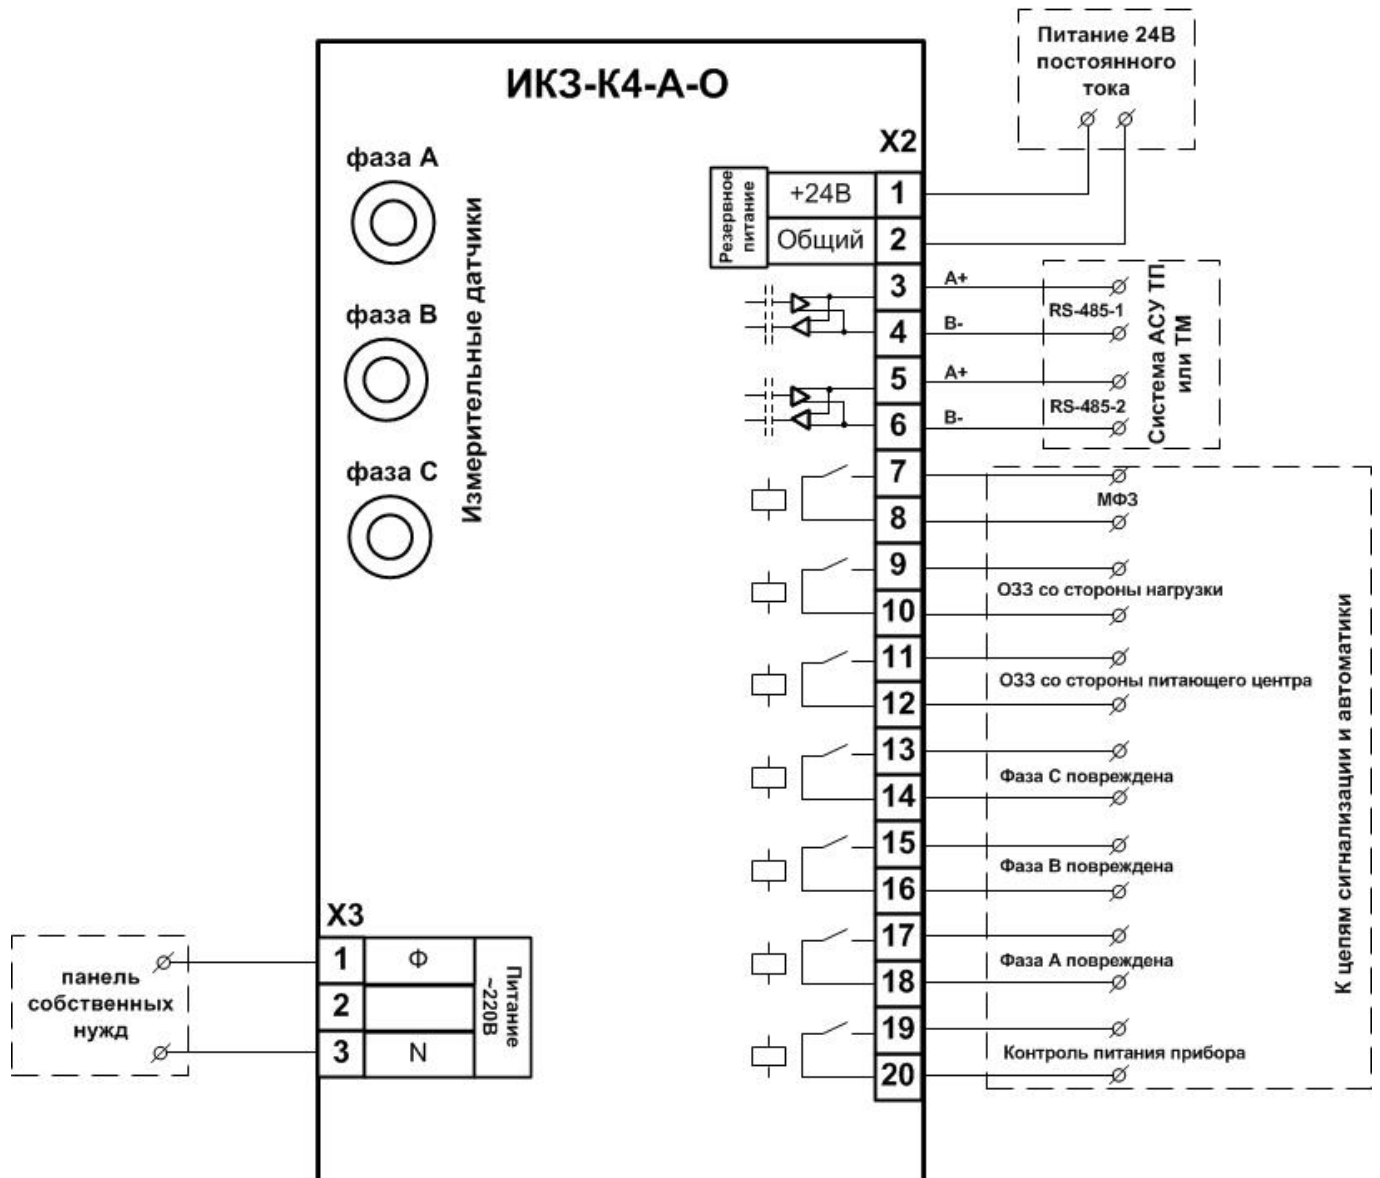 Питание 24В
постоянного
тока
ИКЗ-К4-А-О
X2
фаза А
фаза В
фаза С
Измерительные датчики
Резервное
питание
+24В
1
Общий
2
3
4
5
6
7
8
9
10
11
12
13
14
15
16
17
18
19
20
A+
RS-485-1
B-
A+
RS-485-2
B-
Система АСУ ТП
или ТМ
МФЗ
ОЗЗ со стороны нагрузки
ОЗЗ со стороны питающего центра
Фаза С повреждена
Фаза В повреждена
Фаза А повреждена
Контроль питания прибора
К цепям сигнализации и автоматики
X3
1
Ф
2
3
N
Питание
~220В
панель
собственных
нужд